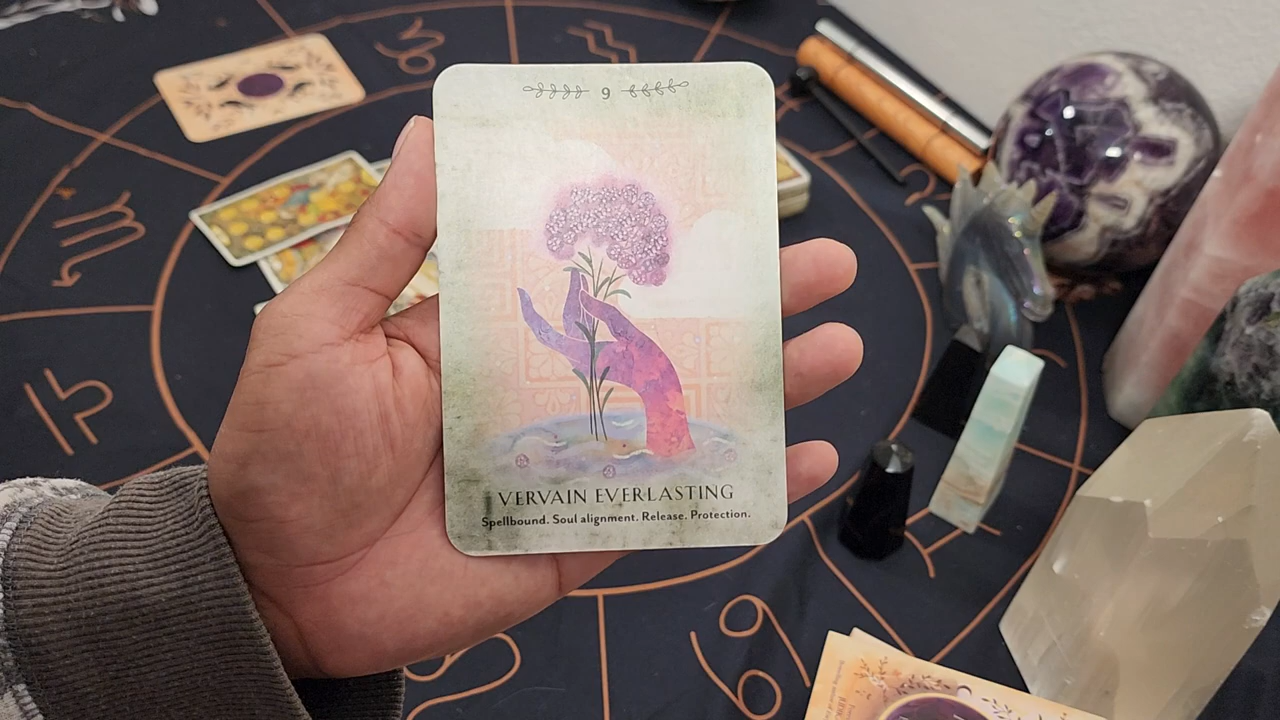 9
VERVAIN EVERLASTING
Spellbound. Soul alignment. Release. Protection.